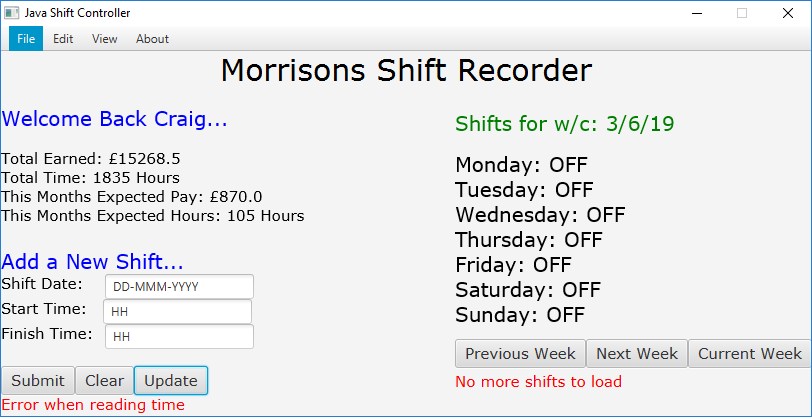 Java Shift Controller
File Edit View About
Morrisons Shift Recorder
Welcome Back Craig...
Total Earned: £15268.5
Total Time: 1835 Hours
This Months Expected Pay: £870.0
This Months Expected Hours: 105 Hours
Add a New Shift...
Shift Date: DD-MMM-YYYY
Start Time: HH
Finish Time: HH
Submit Clear Update
Error when reading time
Shifts for w/c: 3/6/19
Monday: OFF
Tuesday: OFF
Wednesday: OFF
Thursday: OFF
Friday: OFF
Saturday: OFF
Sunday: OFF
Previous Week Next Week Current Week
No more shifts to load